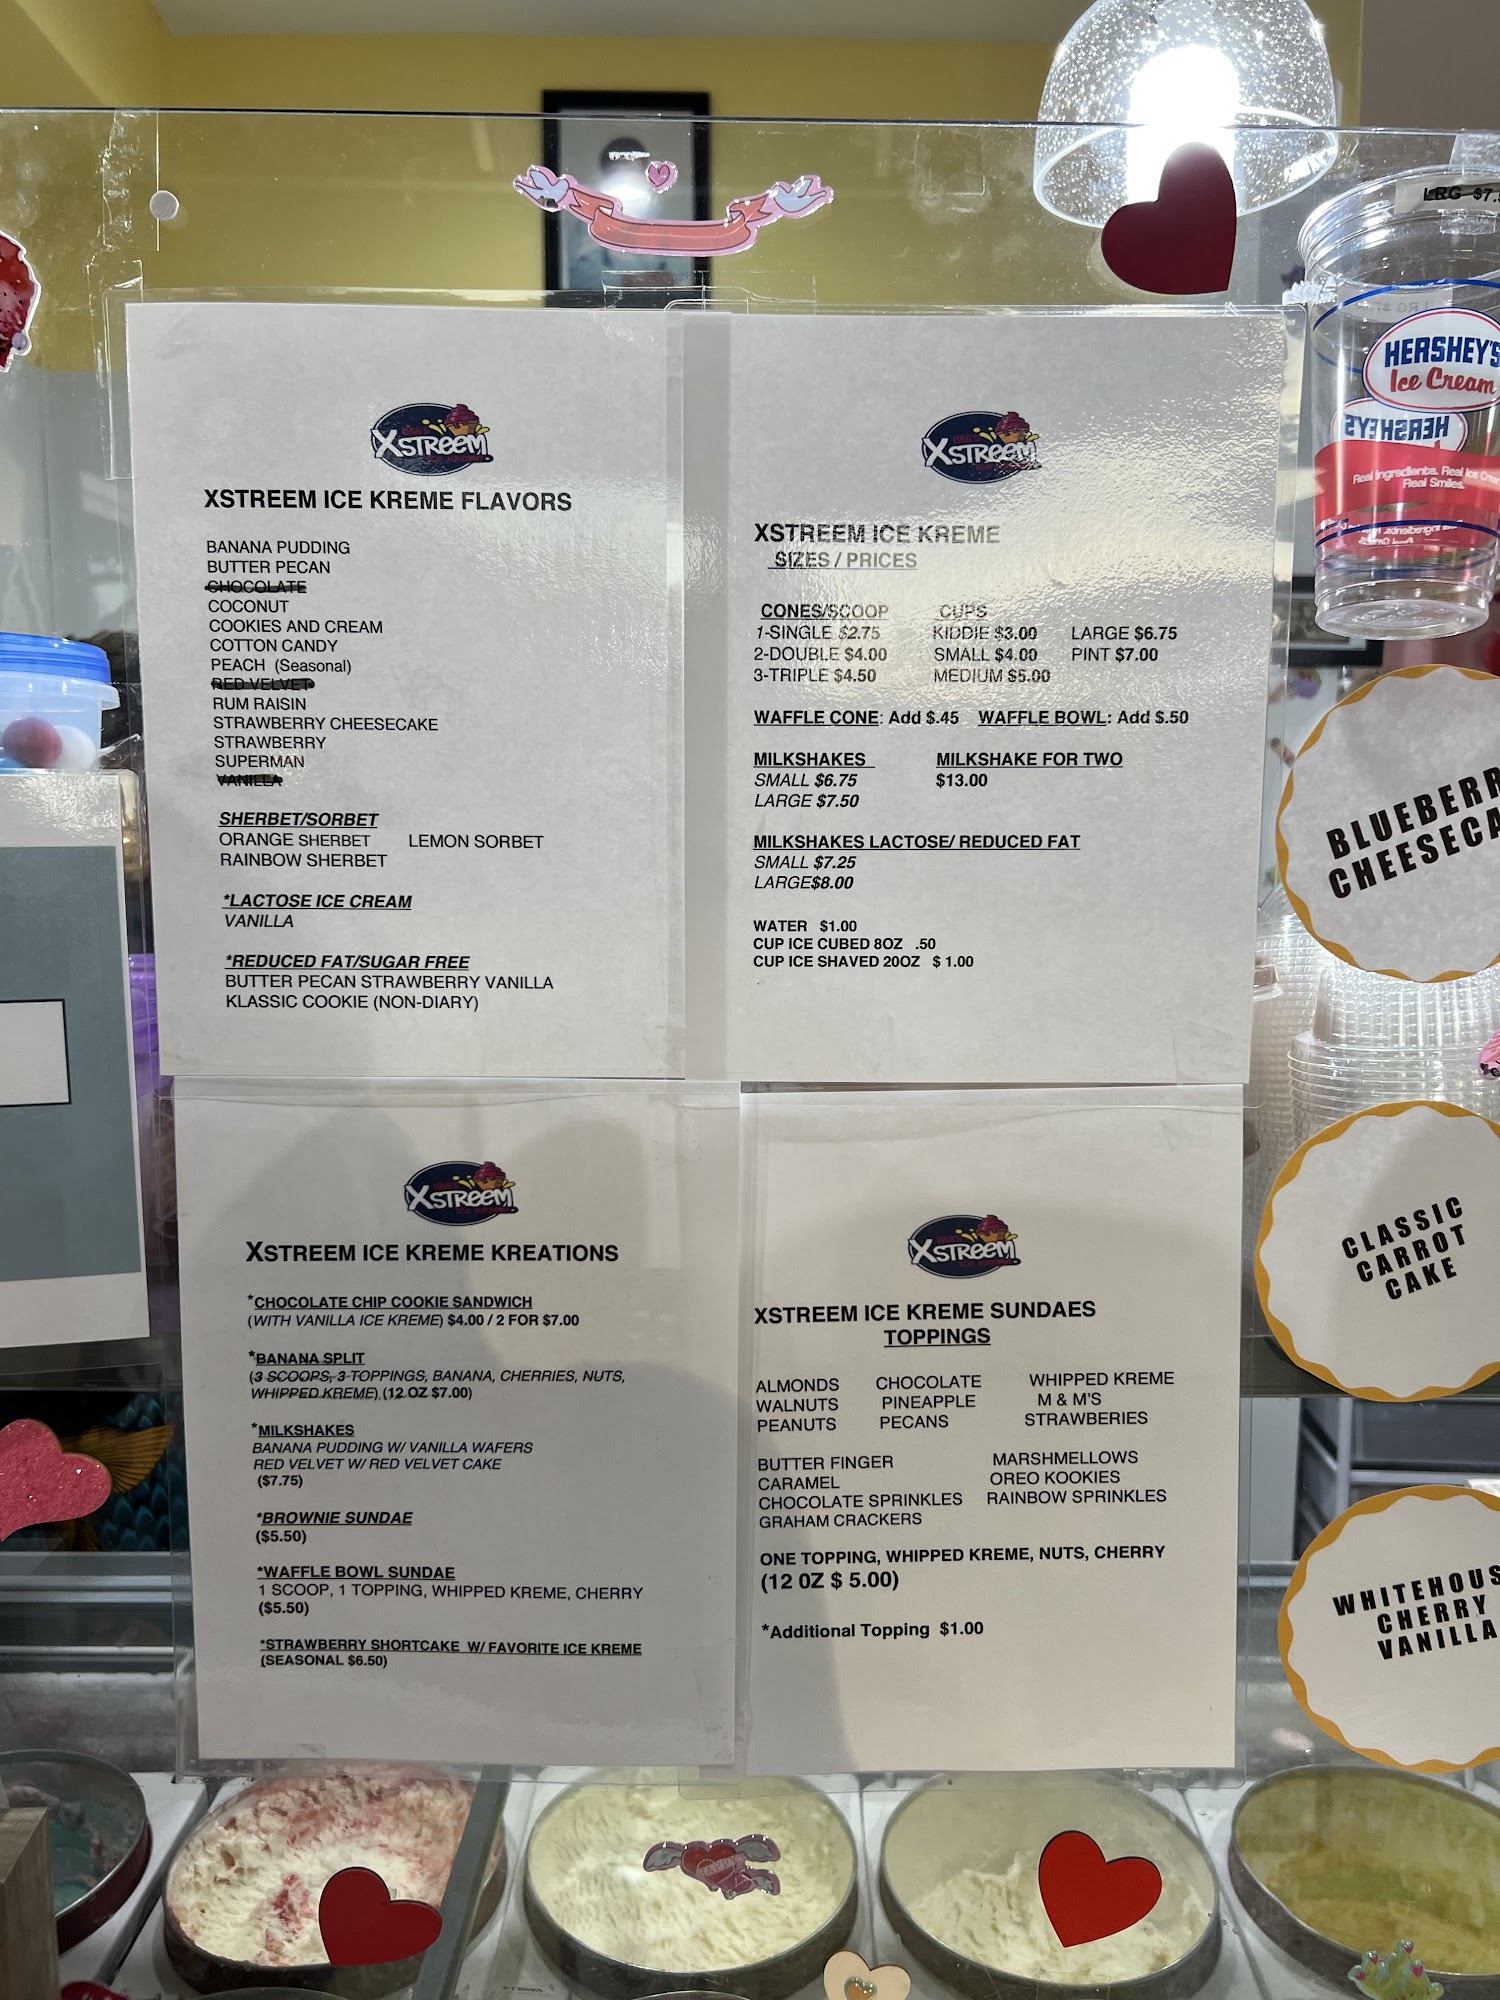 XSTREEM
XSTREEM ICE KREME FLAVORS
BANANA PUDDING
BUTTER PECAN
CHOCOLATE
COCONUT
COOKIES AND CREAM
COTTON CANDY
PEACH (Seasonal)
RED VELVET
RUM RAISIN
STRAWBERRY CHEESECAKE
STRAWBERRY
SUPERMAN
VANILLA
SHERBET/SORBET
ORANGE SHERBET LEMON SORBET
RAINBOW SHERBET
*LACTOSE ICE CREAM
VANILLA
*REDUCED FAT/SUGAR FREE
BUTTER PECAN STRAWBERRY VANILLA
KLASSIC COOKIE (NON-DIARY)
XSTREEM
XSTREEM ICE KREME
SIZES / PRICES
CONES/SCOOP CUPS
1-SINGLE $2.75 KIDDIE $3.00 LARGE $6.75
2-DOUBLE $4.00 SMALL $4.00 PINT $7.00
3-TRIPLE $4.50 MEDIUM $5.00
WAFFLE CONE: Add $.45 WAFFLE BOWL: Add $.50
MILKSHAKES MILKSHAKE FOR TWO
SMALL $6.75 $13.00
LARGE $7.50
MILKSHAKES LACTOSE/ REDUCED FAT
SMALL $7.25
LARGE$8.00
WATER $1.00
CUP ICE CUBED 8OZ .50
CUP ICE SHAVED 20OZ $ 1.00
XSTREEM
XSTREEM ICE KREME KREATIONS
*CHOCOLATE CHIP COOKIE SANDWICH
(WITH VANILLA ICE KREME) $4.00 / 2 FOR $7.00
*BANANA SPLIT
(3 SCOOPS, 3 TOPPINGS, BANANA, CHERRIES, NUTS,
WHIPPED KREME) (12 OZ $7.00)
*MILKSHAKES
BANANA PUDDING W/ VANILLA WAFERS
RED VELVET W/ RED VELVET CAKE
($7.75)
*BROWNIE SUNDAE
($5.50)
*WAFFLE BOWL SUNDAE
1 SCOOP, 1 TOPPING, WHIPPED KREME, CHERRY
($5.50)
*STRAWBERRY SHORTCAKE W/ FAVORITE ICE KREME
(SEASONAL $6.50)
XSTREEM
XSTREEM ICE KREME SUNDAES
TOPPINGS
ALMONDS CHOCOLATE WHIPPED KREME
WALNUTS PINEAPPLE M & M'S
PEANUTS PECANS STRAWBERIES
BUTTER FINGER MARSHMELLOWS
CARAMEL OREO KOOKIES
CHOCOLATE SPRINKLES RAINBOW SPRINKLES
GRAHAM CRACKERS
ONE TOPPING, WHIPPED KREME, NUTS, CHERRY
(12 OZ $ 5.00)
*Additional Topping $1.00
LRG $7.
HERSHEY'S
Ice Cream
HERSHEY'S
Real Ingredients. Real Ice
Real Smiles.
BLUEBERR
CHEESECA
CLASSIC
CARROT
CAKE
WHITEHOUS
CHERRY
VANILLA